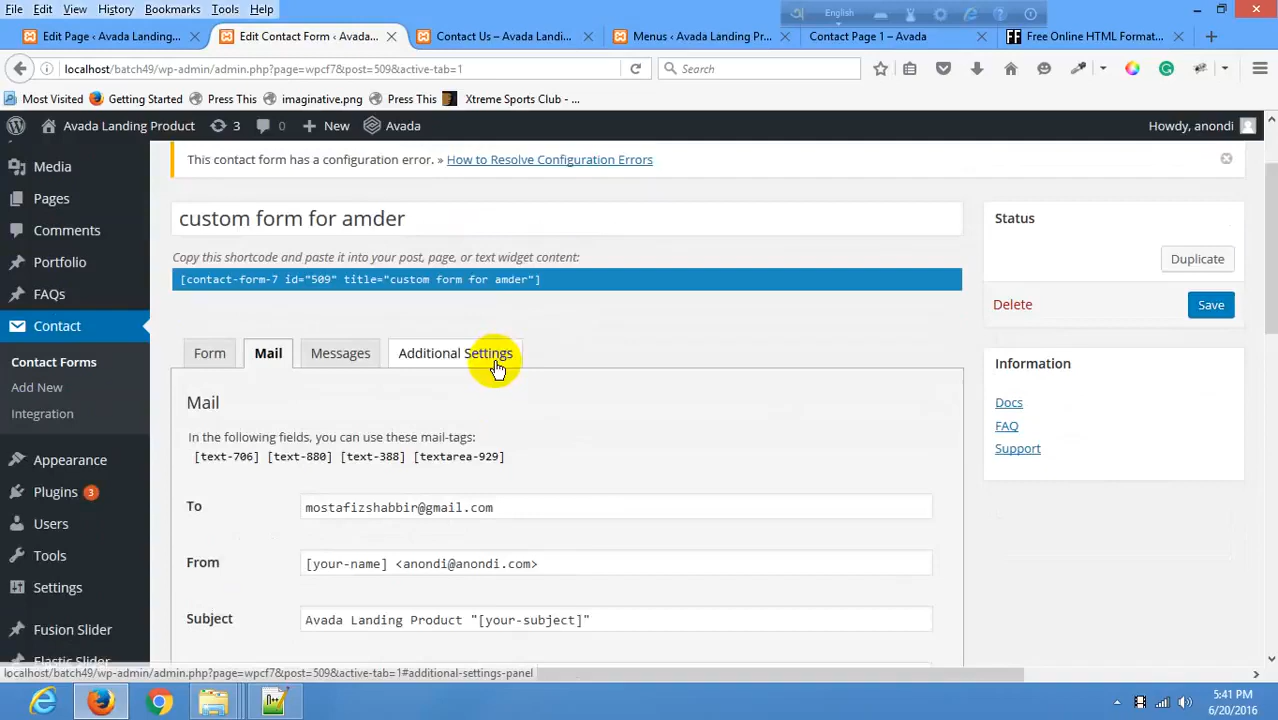 File Edit View History Bookmarks Tools Help
English
Edit Page ‹ Avada Landing...
Edit Contact Form ‹ Avada...
Contact Us – Avada Landi...
Menus ‹ Avada Landing Pr...
Contact Page 1 – Avada
Free Online HTML Format...
localhost/batch49/wp-admin/admin.php?page=wpcf7&post=509&active-tab=1
Search
Most Visited Getting Started Press This imaginative.png Press This Xtreme Sports Club - ...
Avada Landing Product 3 0 New Avada Howdy, anondi
Media
Pages
Comments
Portfolio
FAQs
Contact
Contact Forms
Add New
Integration
Appearance
Plugins 3
Users
Tools
Settings
Fusion Slider
Elastic Slider
This contact form has a configuration error. » How to Resolve Configuration Errors
custom form for amder
Copy this shortcode and paste it into your post, page, or text widget content:
[contact-form-7 id="509" title="custom form for amder"]
Form Mail Messages Additional Settings
Mail
In the following fields, you can use these mail-tags:
[text-706] [text-880] [text-388] [textarea-929]
To mostafizshabbir@gmail.com
From [your-name] <anondi@anondi.com>
Subject Avada Landing Product "[your-subject]"
Status
Duplicate
Delete Save
Information
Docs
FAQ
Support
localhost/batch49/wp-admin/admin.php?page=wpcf7&post=509&active-tab=1#additional-settings-panel
5:41 PM
6/20/2016